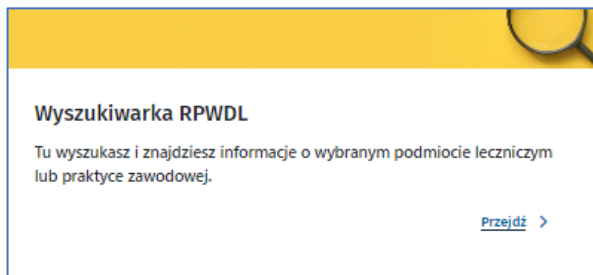 Wyszukiwarka RPWDL
Tu wyszukasz i znajdziesz informacje o wybranym podmiocie leczniczym
lub praktyce zawodowej.
Przejdź